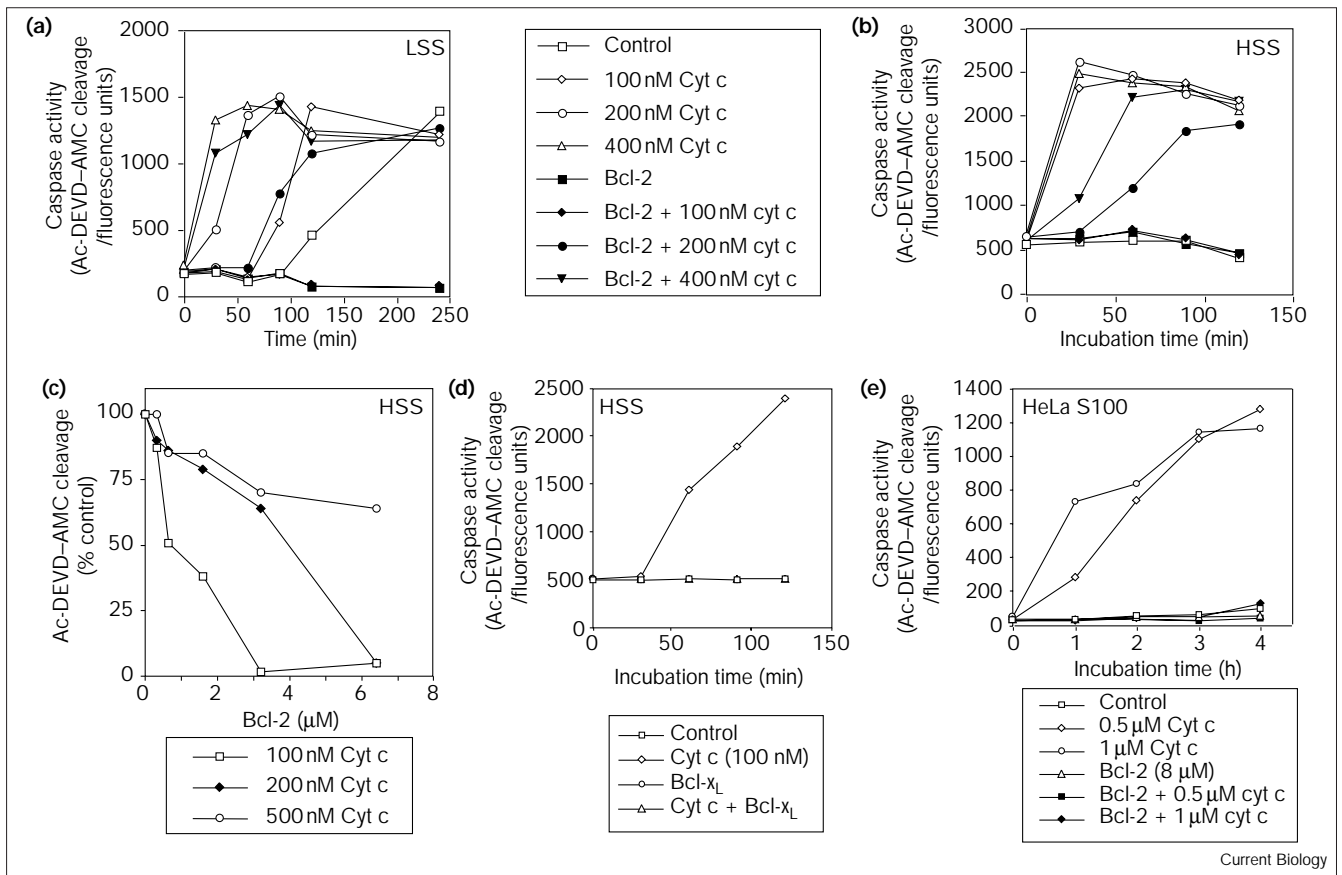 (a)
Caspase activity
(Ac-DEVD–AMC cleavage
/fluorescence units)
2000
1500
1000
500
0
LSS
0 50 100 150 200 250
Time (min)
Control
100 nM Cyt c
200 nM Cyt c
400 nM Cyt c
Bcl-2
Bcl-2 + 100 nM cyt c
Bcl-2 + 200 nM cyt c
Bcl-2 + 400 nM cyt c
(b)
Caspase activity
(Ac-DEVD–AMC cleavage
/fluorescence units)
3000
2500
2000
1500
1000
500
0
HSS
0 50 100 150
Incubation time (min)
(c)
Ac-DEVD–AMC cleavage
(% control)
100
75
50
25
0
HSS
0 2 4 6 8
Bcl-2 (μM)
100 nM Cyt c
200 nM Cyt c
500 nM Cyt c
(d)
Caspase activity
(Ac-DEVD–AMC cleavage
/fluorescence units)
2500
2000
1500
1000
500
0
HSS
0 50 100 150
Incubation time (min)
Control
Cyt c (100 nM)
Bcl-xL
Cyt c + Bcl-xL
(e)
Caspase activity
(Ac-DEVD–AMC cleavage
/fluorescence units)
1400
1200
1000
800
600
400
200
0
HeLa S100
0 1 2 3 4
Incubation time (h)
Control
0.5 μM Cyt c
1 μM Cyt c
Bcl-2 (8 μM)
Bcl-2 + 0.5 μM cyt c
Bcl-2 + 1 μM cyt c
Current Biology